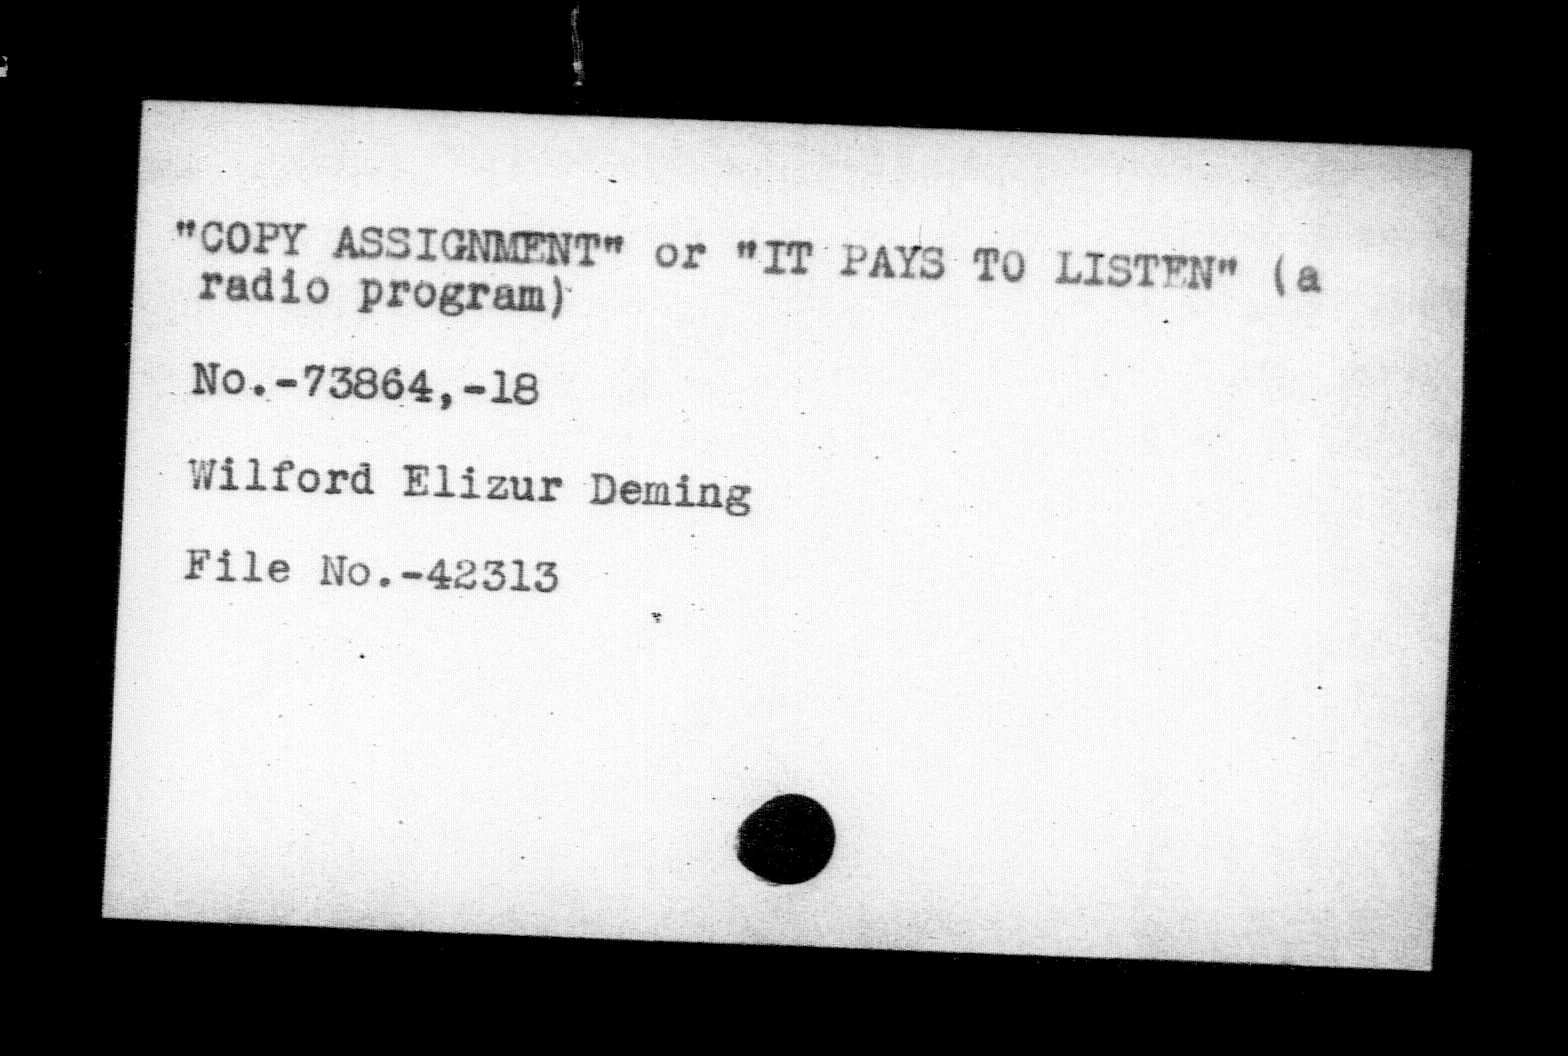 "COPY ASSIGNMENT" or "IT PAYS TO LISTEN" (a
radio program)
No.-73864,-18
Wilford Elizur Deming
File No.-42313